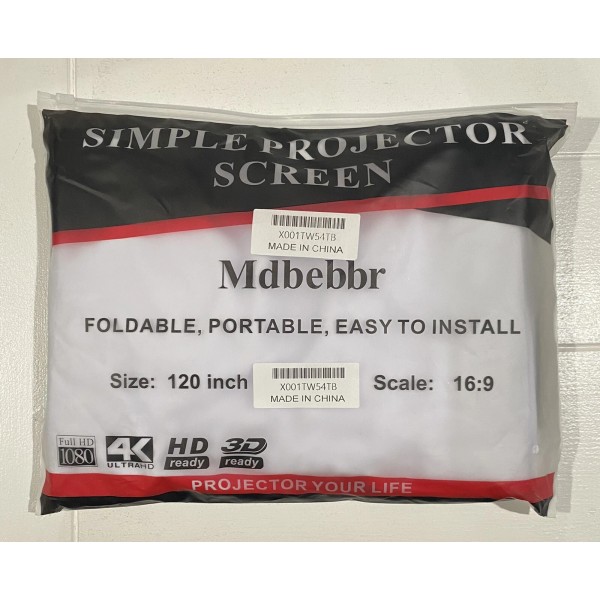 SIMPLE PROJECTOR
SCREEN
X001TW54TB
MADE IN CHINA
Mdbebbr
FOLDABLE, PORTABLE, EASY TO INSTALL
Size: 120 inch
X001TW54TB
MADE IN CHINA
Scale: 16:9
Full HD
1080
4K
ULTRAHD
HD
ready
3D
ready
PROJECTOR YOUR LIFE